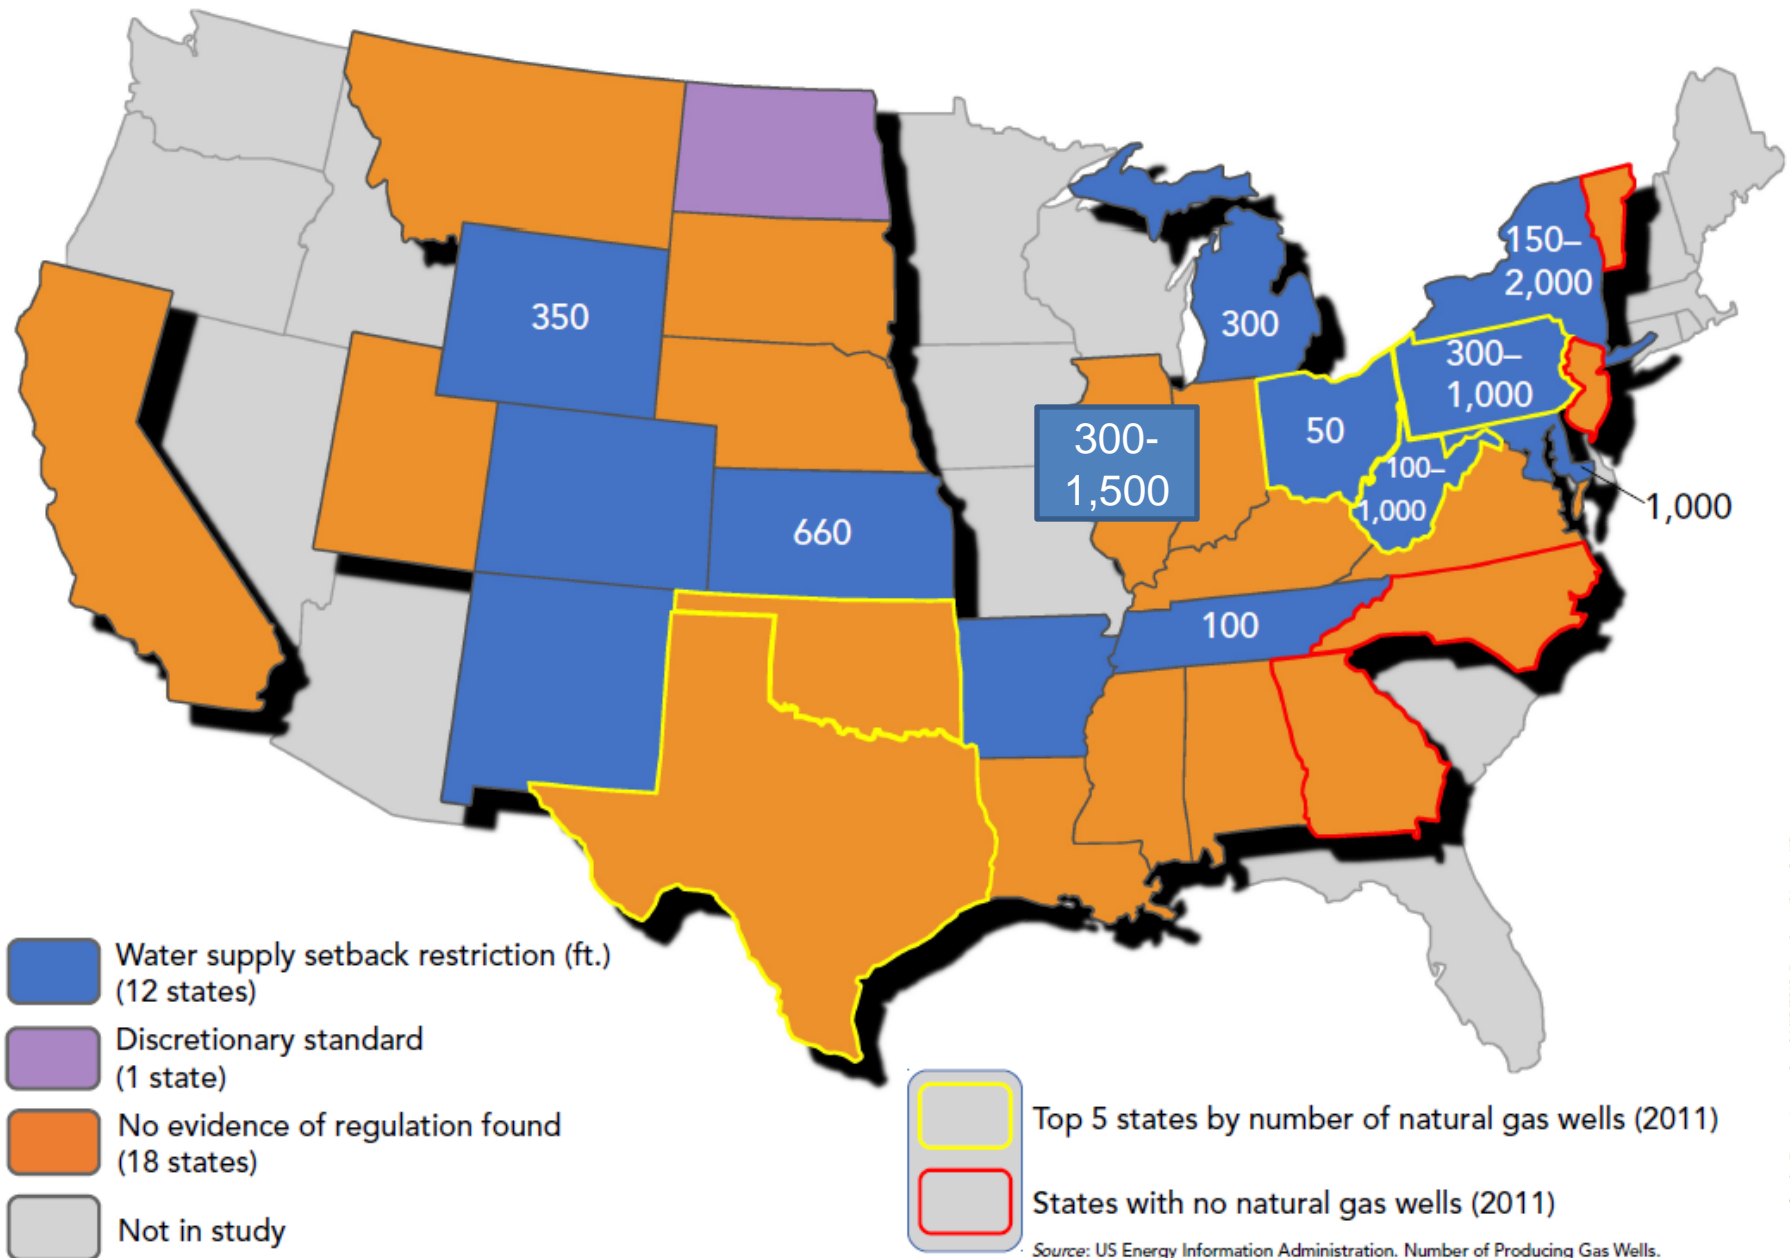 350
660
300-
1,500
300
50
100
150–
2,000
300–
1,000
100–
1,000
1,000
Water supply setback restriction (ft.)
(12 states)
Discretionary standard
(1 state)
No evidence of regulation found
(18 states)
Not in study
Top 5 states by number of natural gas wells (2011)
States with no natural gas wells (2011)
Source: US Energy Information Administration. Number of Producing Gas Wells.